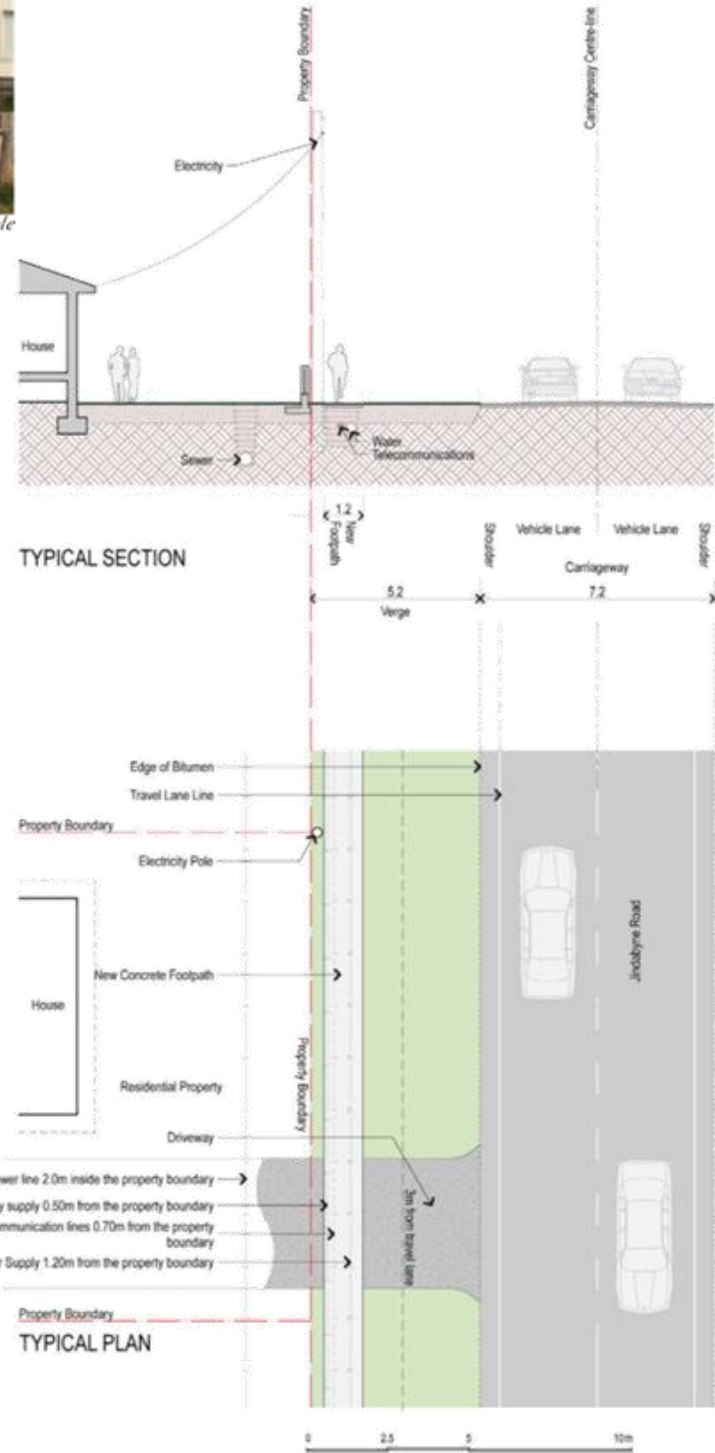 Property Boundary
Carriageway Centre-line
Electricity
House
Water
Telecommunications
Sewer
1.2
New
Footpath
Shoulder
Vehicle Lane
Vehicle Lane
Shoulder
TYPICAL SECTION
Carriageway
5.2
7.2
Verge
Edge of Bitumen
Travel Lane Line
Property Boundary
Electricity Pole
New Concrete Footpath
Jindabyne Road
House
Property Boundary
Residential Property
Driveway
line 2.0m inside the property boundary
supply 0.50m from the property boundary
lines 0.70m from the property
boundary
Supply 1.20m from the property boundary
3m from travel lane
Property Boundary
TYPICAL PLAN
0
2.5
5
10m